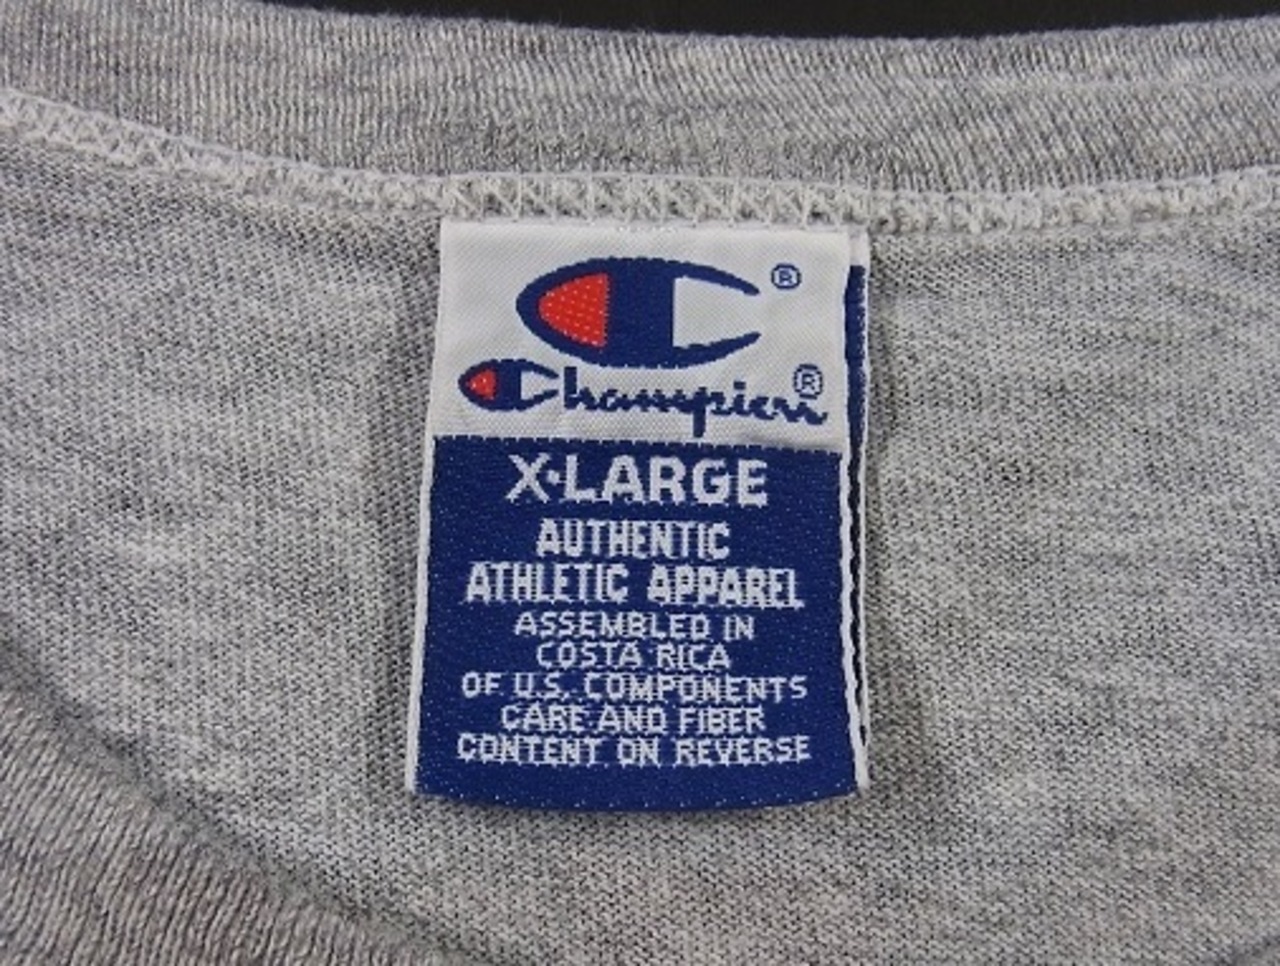 ®
Champion®
X-LARGE
AUTHENTIC
ATHLETIC APPAREL
ASSEMBLED IN
COSTA RICA
OF U.S. COMPONENTS
CARE AND FIBER
CONTENT ON REVERSE